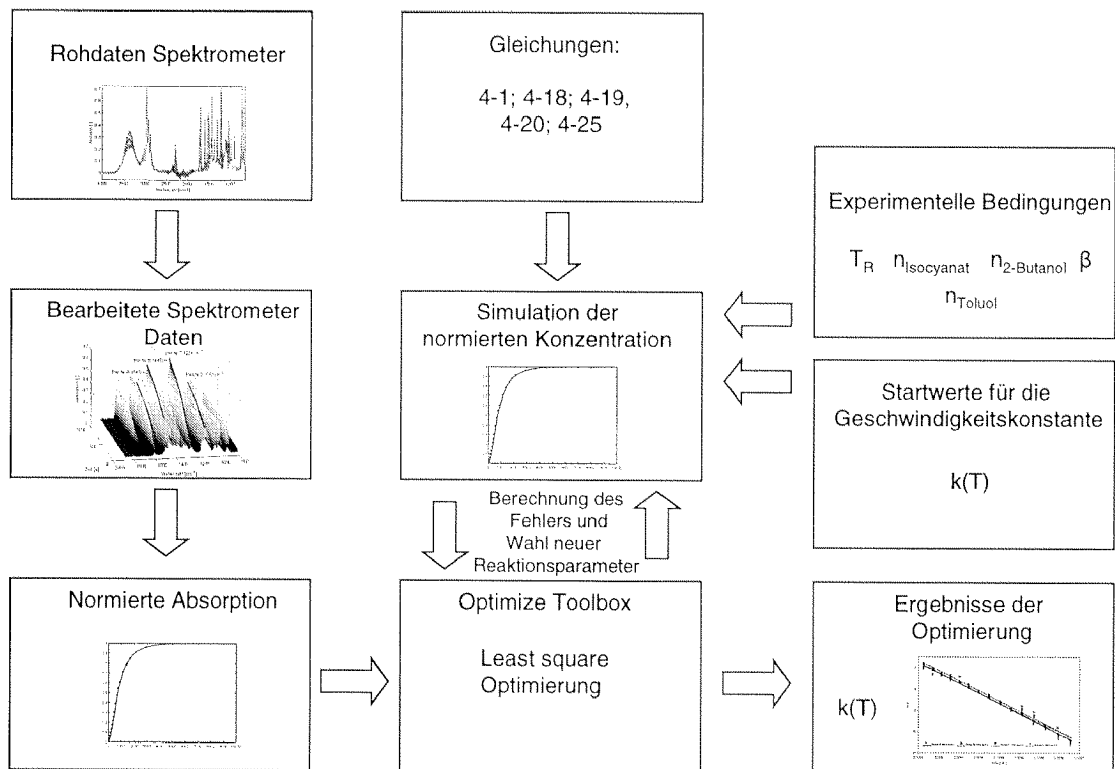 Rohdaten Spektrometer
Gleichungen:
4-1; 4-18; 4-19,
4-20; 4-25
Experimentelle Bedingungen
T_R n_Isocyanat n_2-Butanol β
n_Toluol
Bearbeitete Spektrometer
Daten
Simulation der
normierten Konzentration
Startwerte für die
Geschwindigkeitskonstante
k(T)
Berechnung des
Fehlers und
Wahl neuer
Reaktionsparameter
Normierte Absorption
Optimize Toolbox
Least square
Optimierung
Ergebnisse der
Optimierung
k(T)